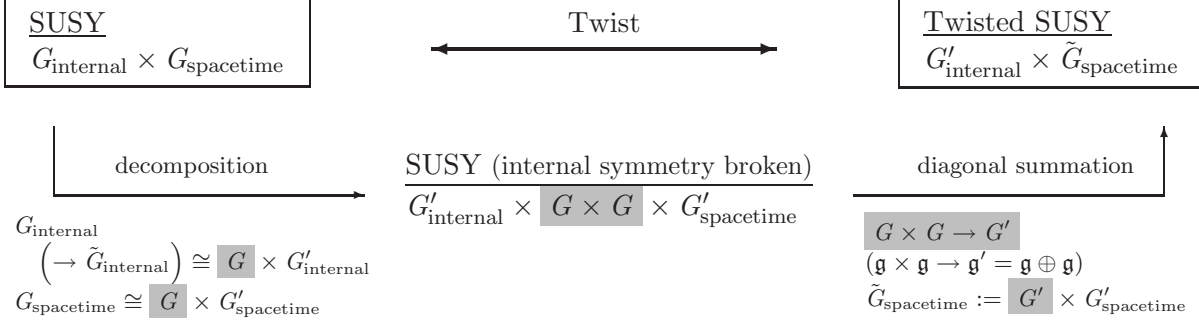 SUSY
G_internal × G_spacetime
Twist
Twisted SUSY
G′_internal × G̃_spacetime
decomposition
SUSY (internal symmetry broken)
G′_internal × G × G × G′_spacetime
diagonal summation
G_internal
(→ G̃_internal) ≅ G × G′_internal
G_spacetime ≅ G × G′_spacetime
G × G → G′
(𝔤 × 𝔤 → 𝔤′ = 𝔤 ⊕ 𝔤)
G̃_spacetime := G′ × G′_spacetime